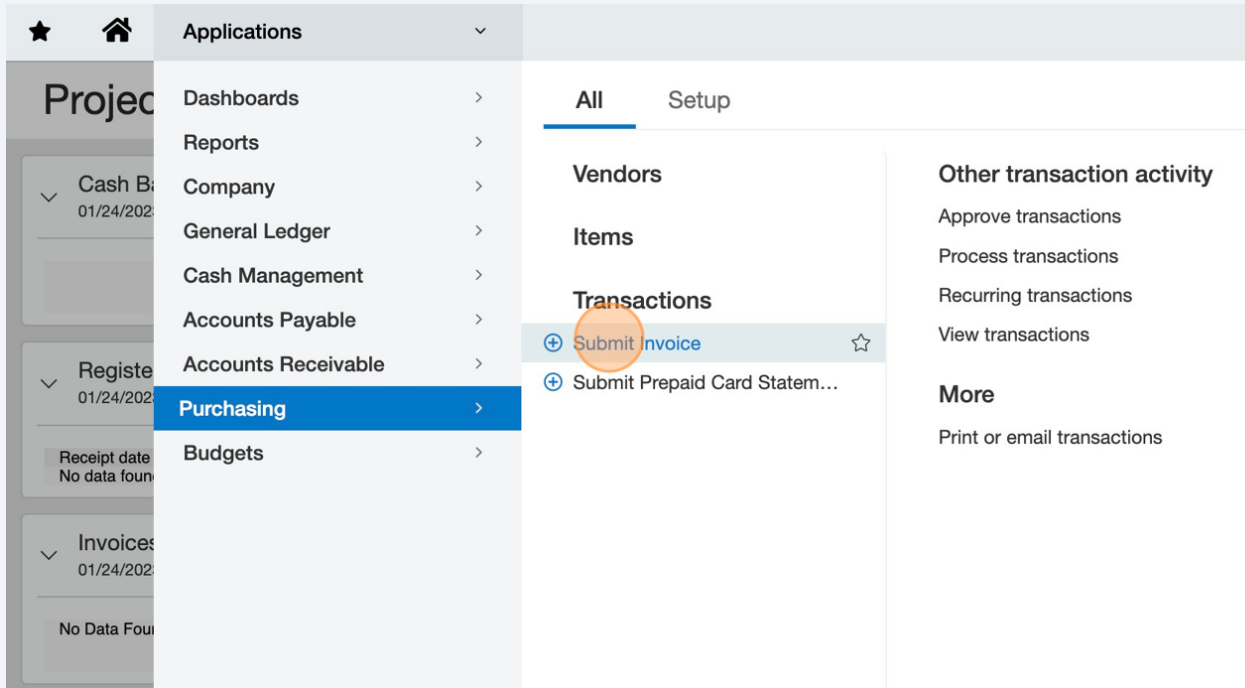 Applications
Projec
Cash Ba
01/24/202
Registe
01/24/202
Receipt date
No data foun
Invoices
01/24/202
No Data Four
Dashboards
Reports
Company
General Ledger
Cash Management
Accounts Payable
Accounts Receivable
Purchasing
Budgets
All
Setup
Vendors
Items
Transactions
Submit Invoice
Submit Prepaid Card Statem...
Other transaction activity
Approve transactions
Process transactions
Recurring transactions
View transactions
More
Print or email transactions